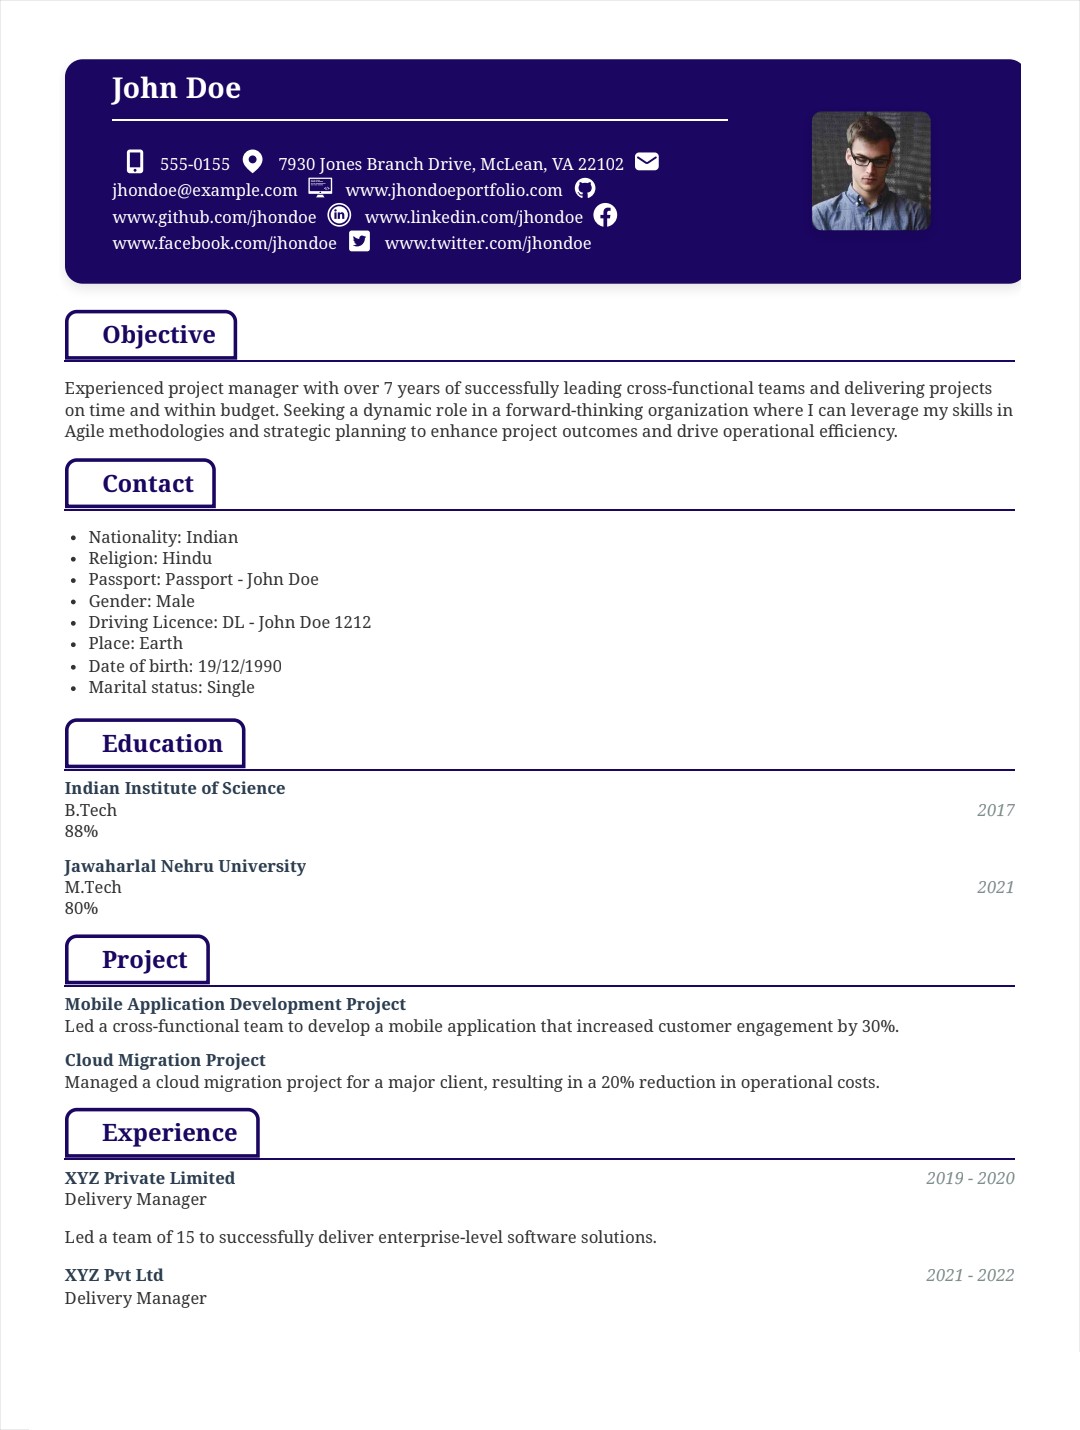 John Doe
555-0155 7930 Jones Branch Drive, McLean, VA 22102
jhondoe@example.com www.jhondoeportfolio.com
www.github.com/jhondoe www.linkedin.com/jhondoe
www.facebook.com/jhondoe www.twitter.com/jhondoe
Objective
Experienced project manager with over 7 years of successfully leading cross-functional teams and delivering projects
on time and within budget. Seeking a dynamic role in a forward-thinking organization where I can leverage my skills in
Agile methodologies and strategic planning to enhance project outcomes and drive operational efficiency.
Contact
• Nationality: Indian
• Religion: Hindu
• Passport: Passport - John Doe
• Gender: Male
• Driving Licence: DL - John Doe 1212
• Place: Earth
• Date of birth: 19/12/1990
• Marital status: Single
Education
Indian Institute of Science
B.Tech 2017
88%
Jawaharlal Nehru University
M.Tech 2021
80%
Project
Mobile Application Development Project
Led a cross-functional team to develop a mobile application that increased customer engagement by 30%.
Cloud Migration Project
Managed a cloud migration project for a major client, resulting in a 20% reduction in operational costs.
Experience
XYZ Private Limited 2019 - 2020
Delivery Manager
Led a team of 15 to successfully deliver enterprise-level software solutions.
XYZ Pvt Ltd 2021 - 2022
Delivery Manager